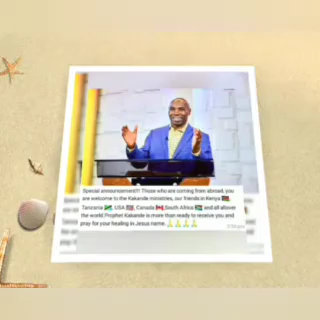 Special announcement!!! Those who are coming from abroad, you
are welcome to the Kakande ministries, our friends in Kenya 🇰🇪,
Tanzania 🇹🇿, USA 🇺🇸, Canada 🇨🇦,South Africa 🇿🇦 and all allover
the world.Prophet Kakande is more than ready to receive you and
pray for your healing in Jesus name. 🙏🙏🙏🙏